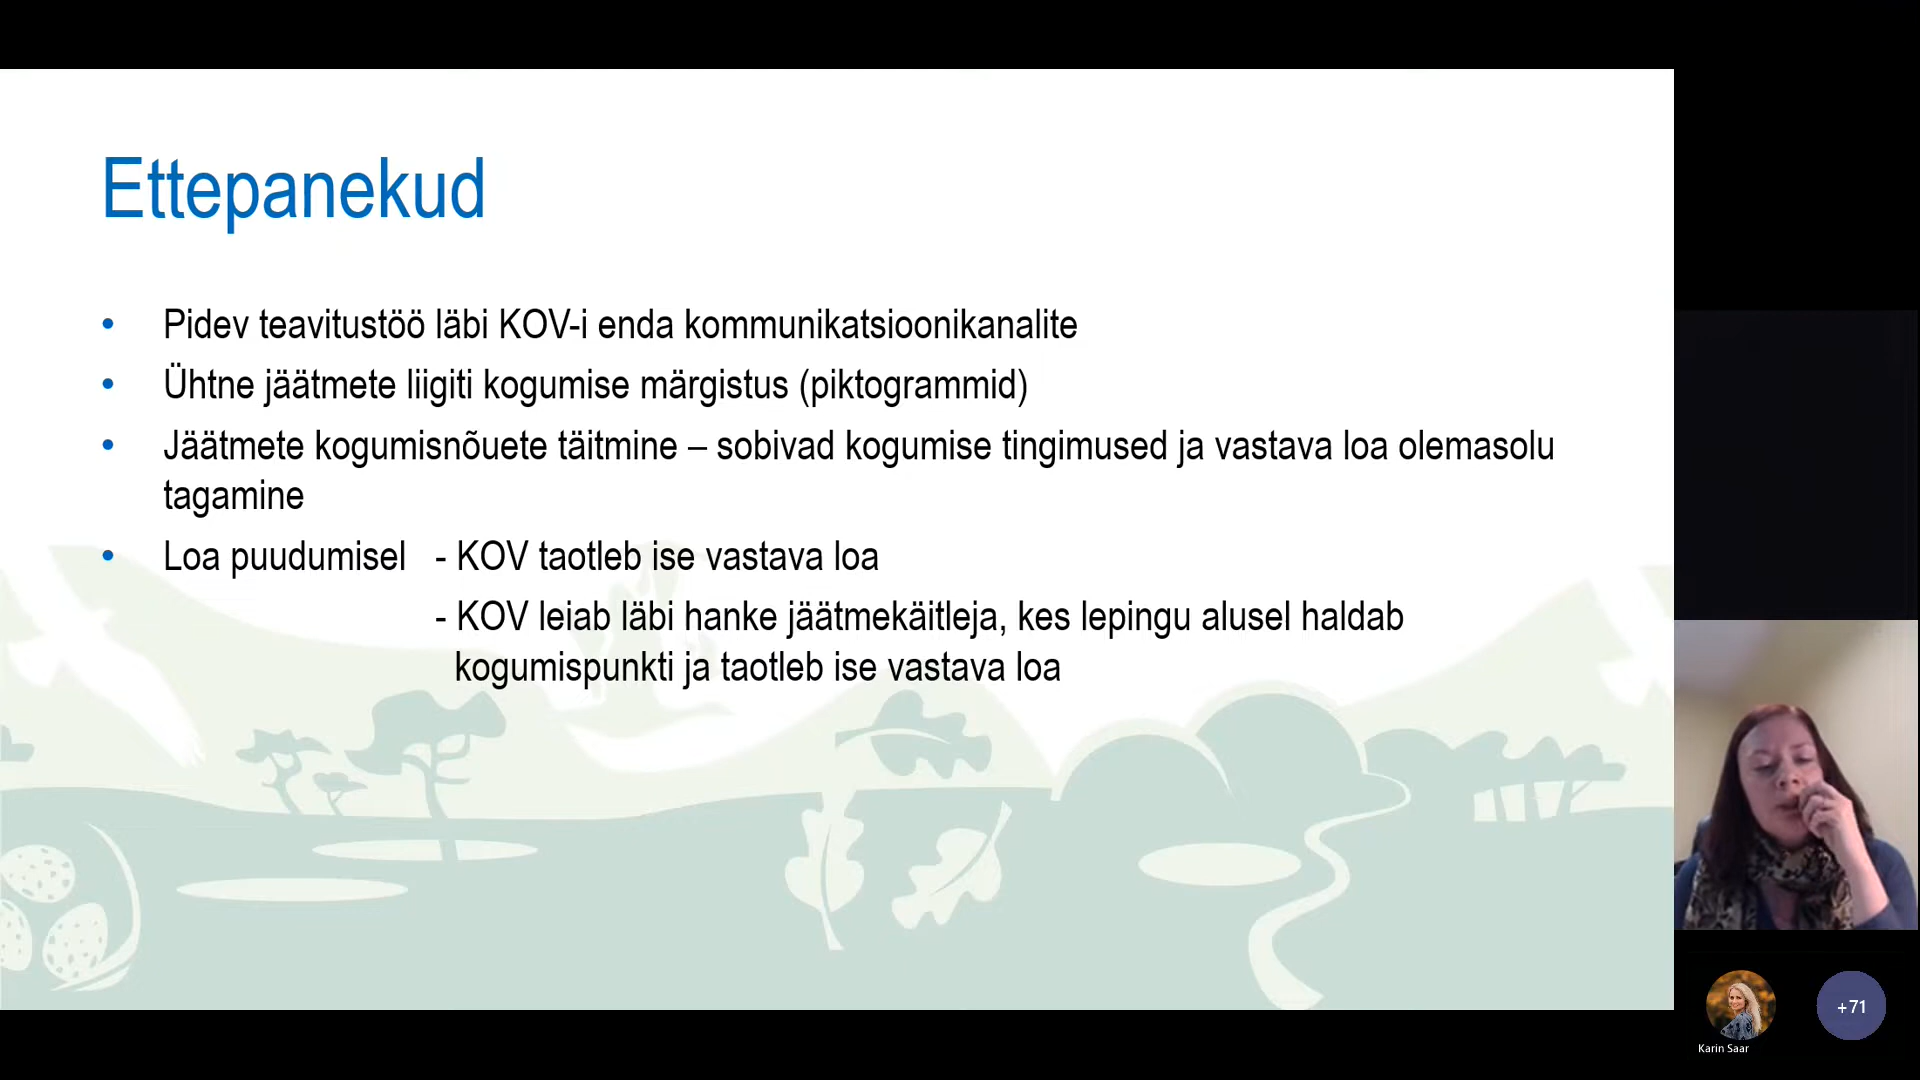 Ettepanekud
• Pidev teavitustöö läbi KOV-i enda kommunikatsioonikanalite
• Ühtne jäätmete liigiti kogumise märgistus (piktogrammid)
• Jäätmete kogumisnõuete täitmine – sobivad kogumise tingimused ja vastava loa olemasolu
tagamine
• Loa puudumisel - KOV taotleb ise vastava loa
- KOV leiab läbi hanke jäätmekäitleja, kes lepingu alusel haldab
kogumispunkti ja taotleb ise vastava loa
+71
Karin Saar